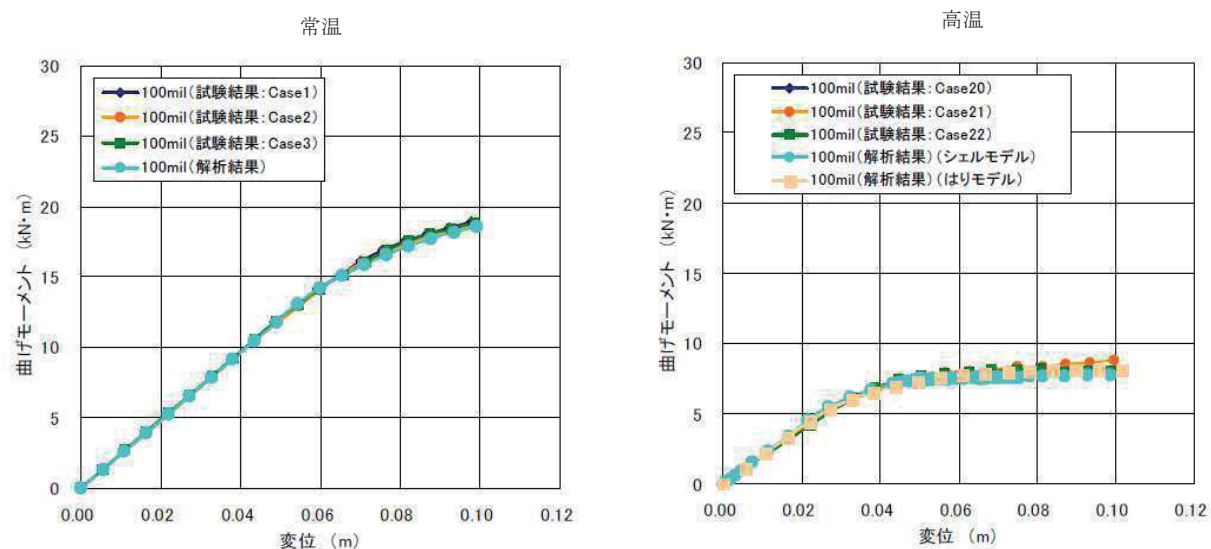 常温
30
25
20
15
10
5
0
曲げモーメント (kN・m)
100mil(試験結果:Case1)
100mil(試験結果:Case2)
100mil(試験結果:Case3)
100mil(解析結果)
0.00 0.02 0.04 0.06 0.08 0.10 0.12
変位 (m)
高温
30
25
20
15
10
5
0
曲げモーメント (kN・m)
100mil(試験結果:Case20)
100mil(試験結果:Case21)
100mil(試験結果:Case22)
100mil(解析結果)(シェルモデル)
100mil(解析結果)(はりモデル)
0.00 0.02 0.04 0.06 0.08 0.10 0.12
変位 (m)